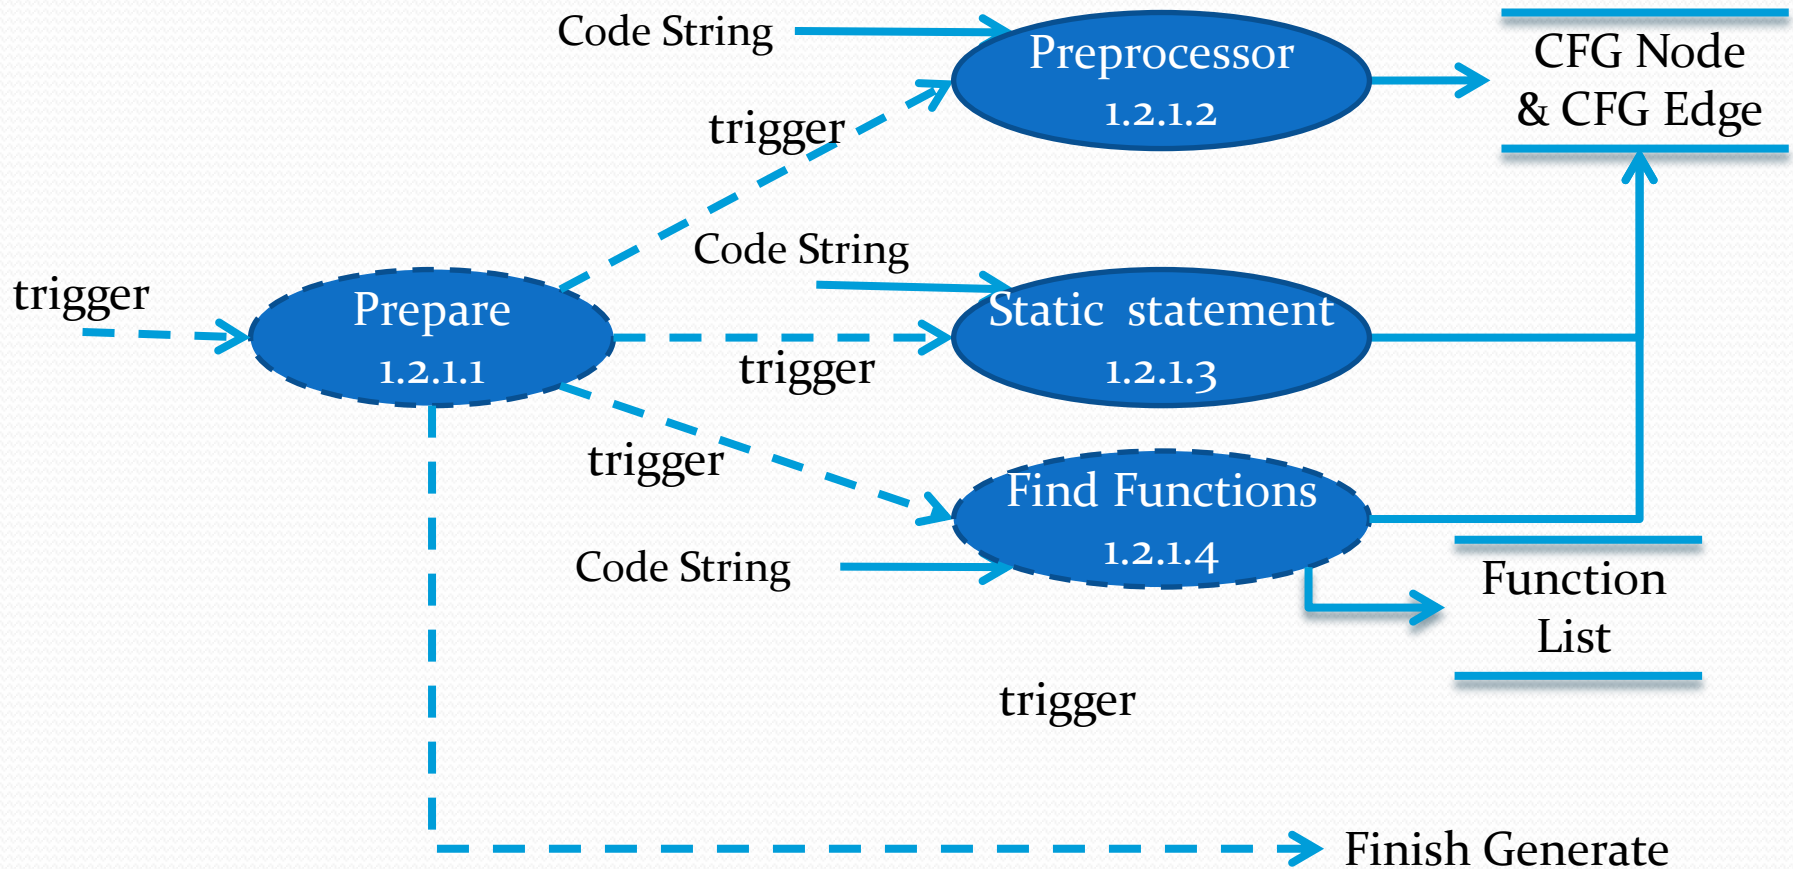 Code String
Preprocessor
1.2.1.2
CFG Node
& CFG Edge
trigger
Code String
trigger
Prepare
1.2.1.1
Static statement
1.2.1.3
trigger
trigger
Find Functions
1.2.1.4
Code String
Function
List
trigger
Finish Generate